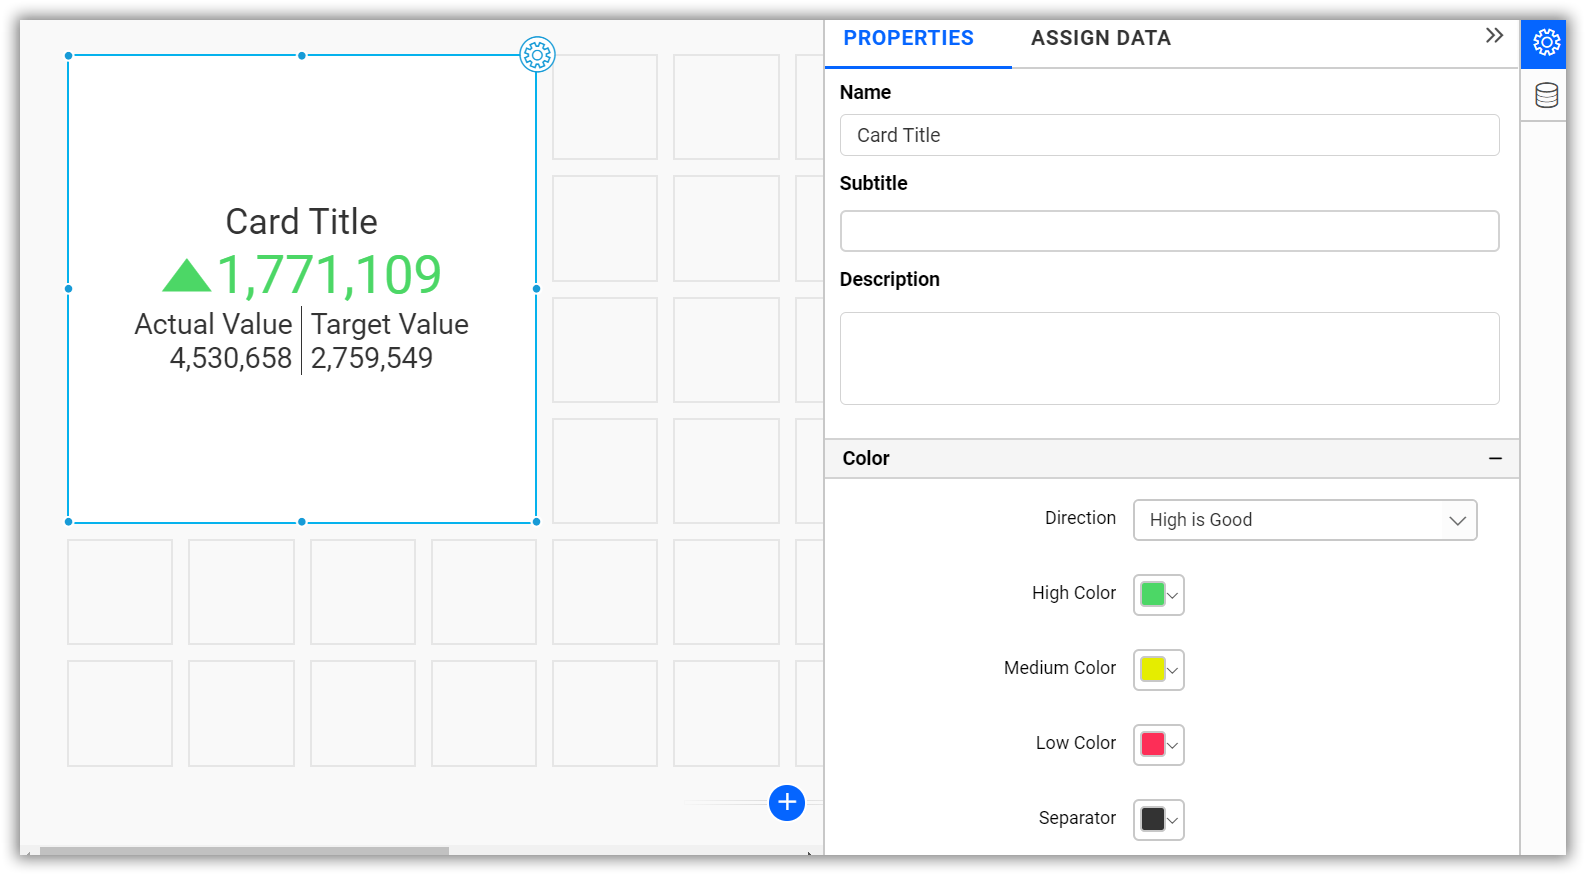 Card Title
1,771,109
Actual Value Target Value
4,530,658 2,759,549
PROPERTIES ASSIGN DATA
Name
Card Title
Subtitle
Description
Color
Direction High is Good
High Color
Medium Color
Low Color
Separator